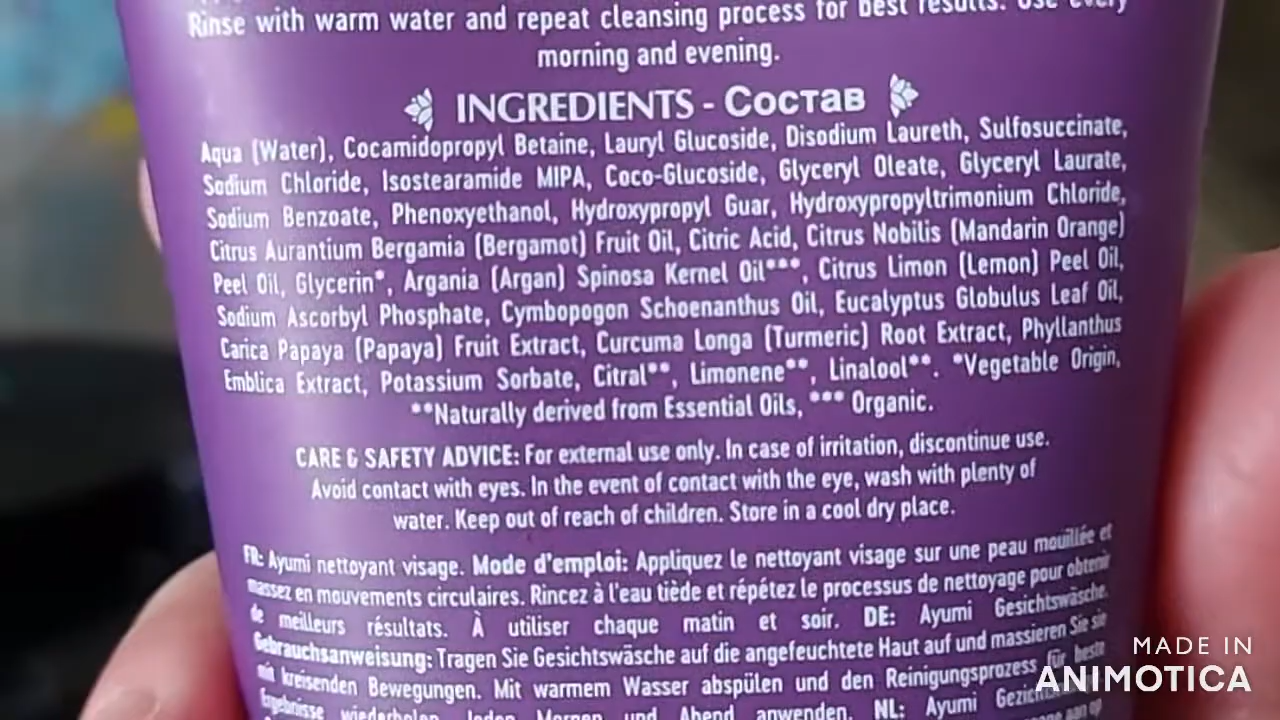 Rinse with warm water and repeat cleansing process for best results. Use every
morning and evening.
INGREDIENTS - Состав
Aqua (Water), Cocamidopropyl Betaine, Lauryl Glucoside, Disodium Laureth, Sulfosuccinate,
Sodium Chloride, Isostearamide MIPA, Coco-Glucoside, Glyceryl Oleate, Glyceryl Laurate,
Sodium Benzoate, Phenoxyethanol, Hydroxypropyl Guar, Hydroxypropyltrimonium Chloride,
Citrus Aurantium Bergamia (Bergamot) Fruit Oil, Citric Acid, Citrus Nobilis (Mandarin Orange)
Peel Oil, Glycerin*, Argania (Argan) Spinosa Kernel Oil***, Citrus Limon (Lemon) Peel Oil,
Sodium Ascorbyl Phosphate, Cymbopogon Schoenanthus Oil, Eucalyptus Globulus Leaf Oil,
Carica Papaya (Papaya) Fruit Extract, Curcuma Longa (Turmeric) Root Extract, Phyllanthus
Emblica Extract, Potassium Sorbate, Citral**, Limonene**, Linalool**. *Vegetable Origin,
**Naturally derived from Essential Oils, *** Organic.
CARE & SAFETY ADVICE: For external use only. In case of irritation, discontinue use.
Avoid contact with eyes. In the event of contact with the eye, wash with plenty of
water. Keep out of reach of children. Store in a cool dry place.
FR: Ayumi nettoyant visage. Mode d'emploi: Appliquez le nettoyant visage sur une peau mouillée et
massez en mouvements circulaires. Rincez à l'eau tiède et répétez le processus de nettoyage pour obtenir
de meilleurs résultats. À utiliser chaque matin et soir. DE: Ayumi Gesichtswäsche.
Gebrauchsanweisung: Tragen Sie Gesichtswäsche auf die angefeuchtete Haut auf und massieren Sie sie
mit kreisenden Bewegungen. Mit warmem Wasser abspülen und den Reinigungsprozess für beste
Ergebnisse wiederholen. Jeden Morgen und Abend anwenden. NL: Ayumi
MADE IN
ANIMOTICA